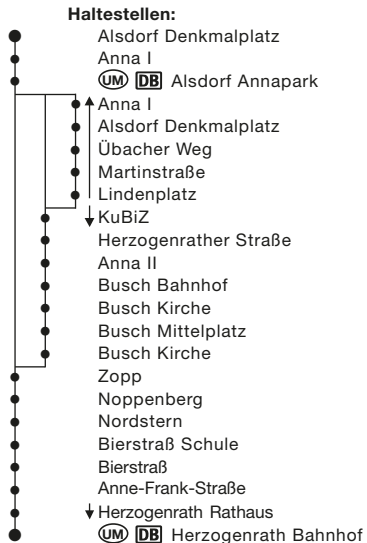 Haltestellen:
Alsdorf Denkmalplatz
Anna I
UM DB Alsdorf Annapark
Anna I
Alsdorf Denkmalplatz
Übacher Weg
Martinstraße
Lindenplatz
KuBiZ
Herzogenrather Straße
Anna II
Busch Bahnhof
Busch Kirche
Busch Mittelplatz
Busch Kirche
Zopp
Noppenberg
Nordstern
Bierstraß Schule
Bierstraß
Anne-Frank-Straße
Herzogenrath Rathaus
UM DB Herzogenrath Bahnhof